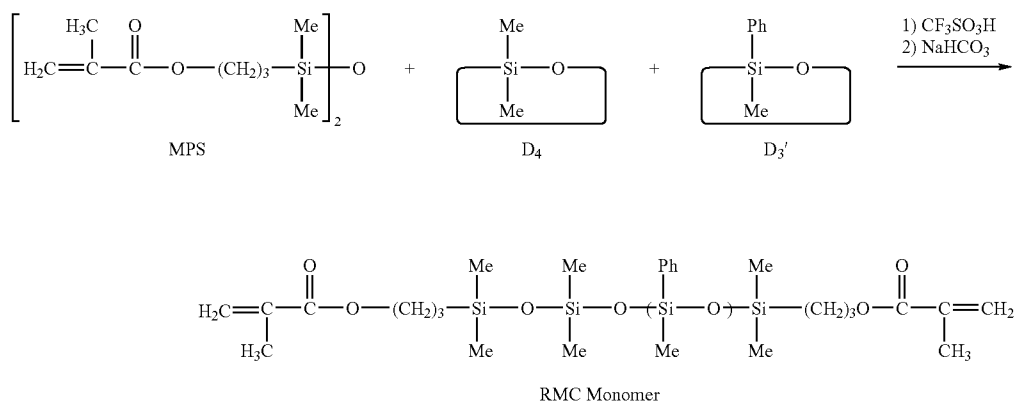 H₃C O Me Me Ph 1) CF₃SO₃H
2) NaHCO₃
H₂C C O (CH₂)₃ Si O + Si O + Si O
Me 2 Me Me
MPS D₄ D₃′
O Me Me Ph Me O
H₂C O (CH₂)₃ Si O Si O (Si O) Si (CH₂)₃O CH₂
H₃C Me Me Me Me CH₃
RMC Monomer